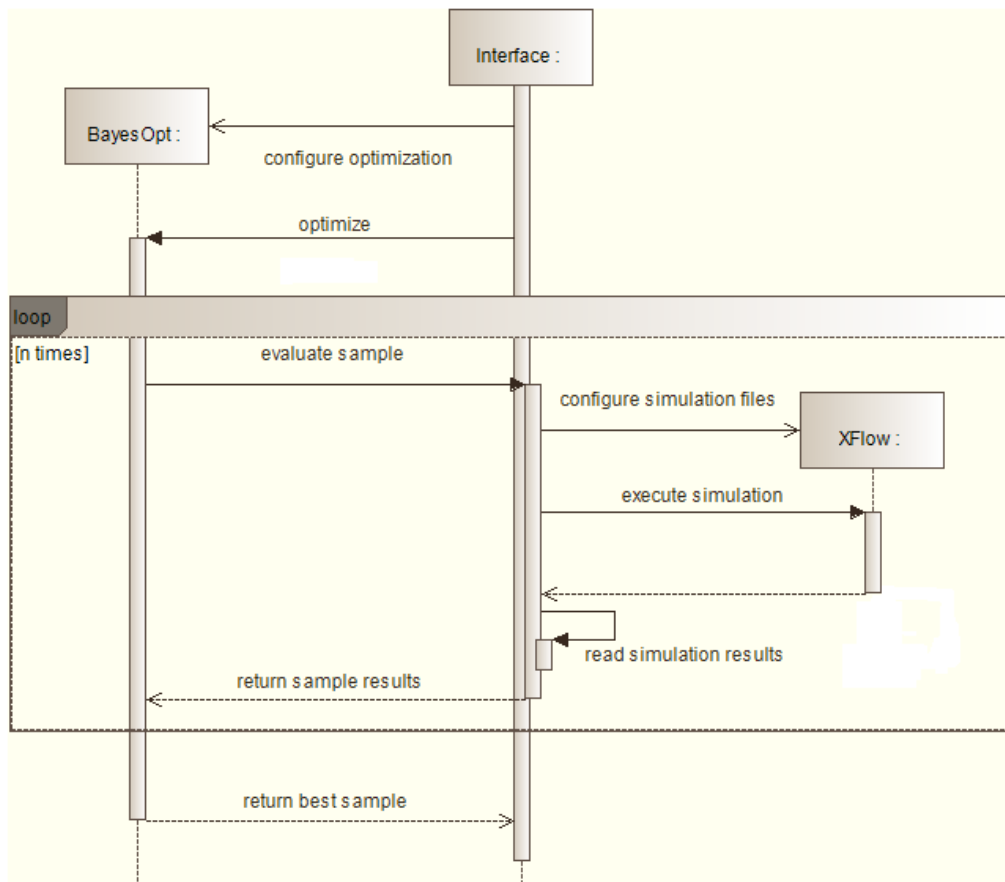 Interface :
BayesOpt :
configure optimization
optimize
loop
[n times]
evaluate sample
configure simulation files
XFlow :
execute simulation
read simulation results
return sample results
return best sample